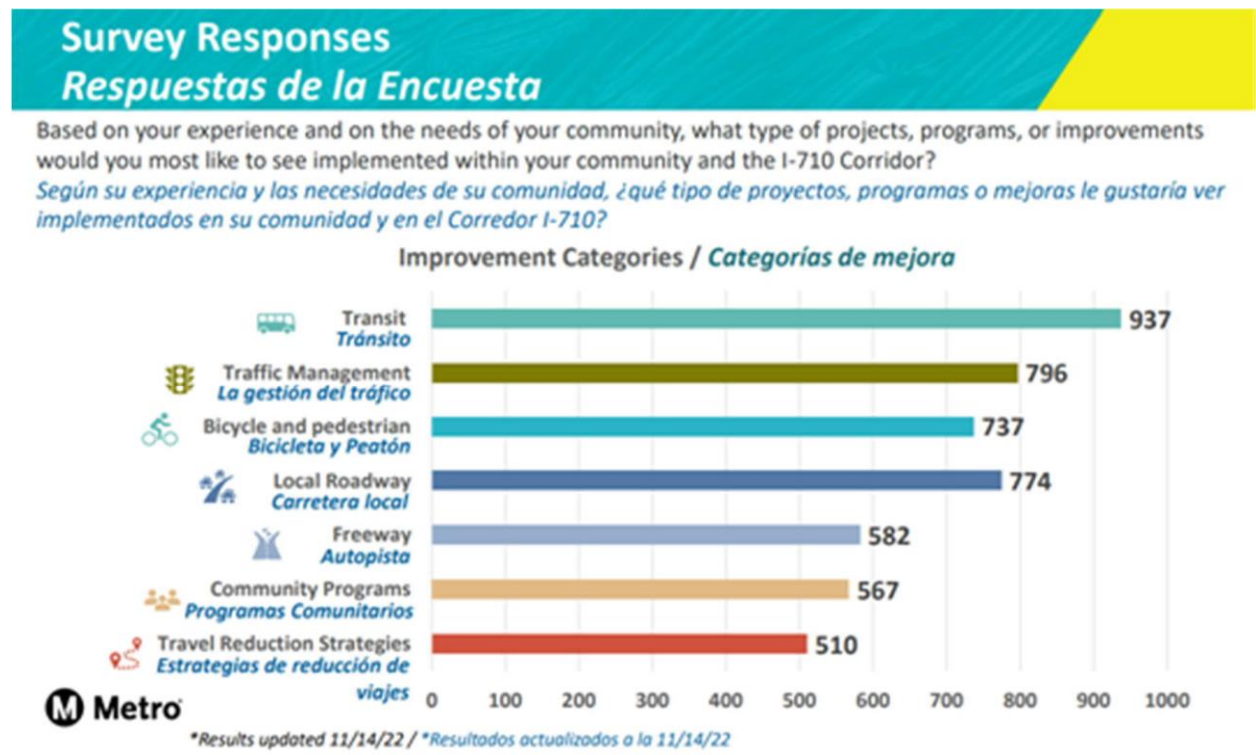 Survey Responses
Respuestas de la Encuesta
Based on your experience and on the needs of your community, what type of projects, programs, or improvements
would you most like to see implemented within your community and the I-710 Corridor?
Según su experiencia y las necesidades de su comunidad, ¿qué tipo de proyectos, programas o mejoras le gustaría ver
implementados en su comunidad y en el Corredor I-710?
Improvement Categories / Categorías de mejora
Transit
Tránsito
937
Traffic Management
La gestión del tráfico
796
Bicycle and pedestrian
Bicicleta y Peatón
737
Local Roadway
Carretera local
774
Freeway
Autopista
582
Community Programs
Programas Comunitarios
567
Travel Reduction Strategies
Estrategias de reducción de
viajes
510
0 100 200 300 400 500 600 700 800 900 1000
M Metro
*Results updated 11/14/22 / *Resultados actualizados a la 11/14/22